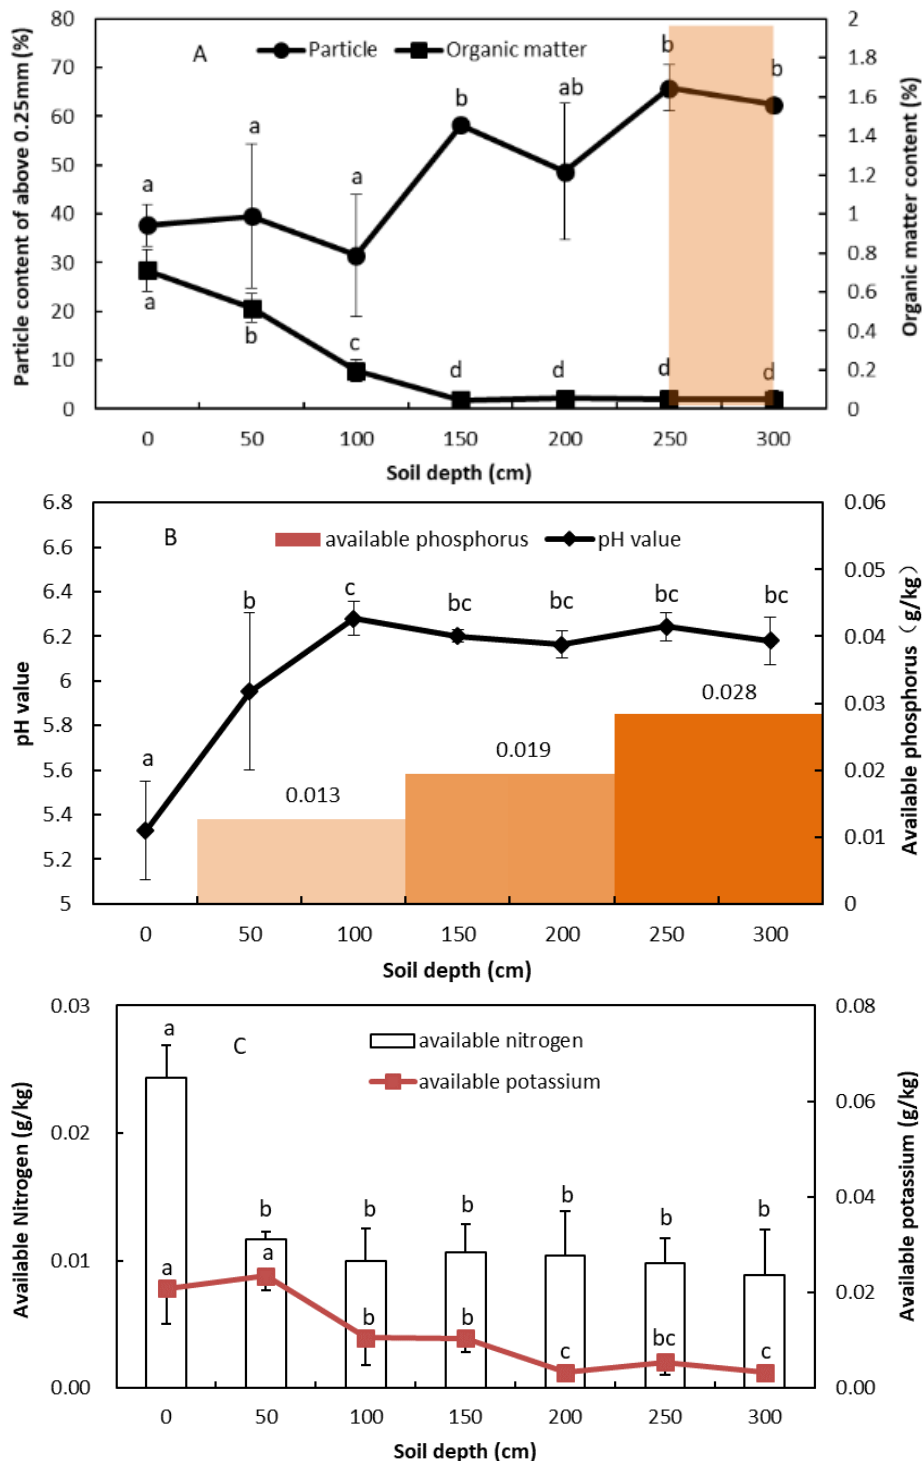 A
Particle
Organic matter
Particle content of above 0.25mm (%)
80
70
60
50
40
30
20
10
0
Organic matter content (%)
2
1.8
1.6
1.4
1.2
1
0.8
0.6
0.4
0.2
0
a a a b ab b b
a b c d d d d
0 50 100 150 200 250 300
Soil depth (cm)
B
available phosphorus
pH value
pH value
6.8
6.6
6.4
6.2
6
5.8
5.6
5.4
5.2
5
Available phosphorus (g/kg)
0.06
0.05
0.04
0.03
0.02
0.01
0
a b c bc bc bc bc
0.013 0.019 0.028
0 50 100 150 200 250 300
Soil depth (cm)
C
available nitrogen
available potassium
Available Nitrogen (g/kg)
0.03
0.02
0.01
0.00
Available potassium (g/kg)
0.08
0.06
0.04
0.02
0.00
a b b b b b b
a a b b c bc c
0 50 100 150 200 250 300
Soil depth (cm)